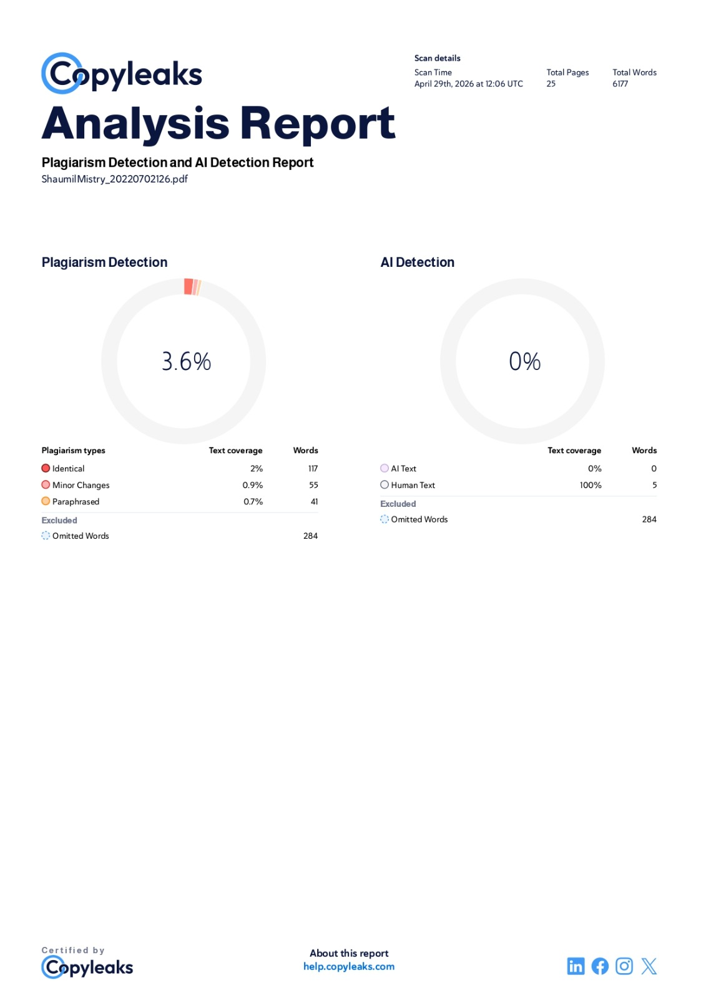 Copyleaks
Scan details
Scan Time Total Pages Total Words
April 29th, 2026 at 12:06 UTC 25 6177
Analysis Report
Plagiarism Detection and AI Detection Report
ShaumilMistry_20220702126.pdf
Plagiarism Detection
3.6%
Plagiarism types Text coverage Words
Identical 2% 117
Minor Changes 0.9% 55
Paraphrased 0.7% 41
Excluded
Omitted Words 284
AI Detection
0%
Text coverage Words
AI Text 0% 0
Human Text 100% 5
Excluded
Omitted Words 284
Certified by
Copyleaks
About this report
help.copyleaks.com